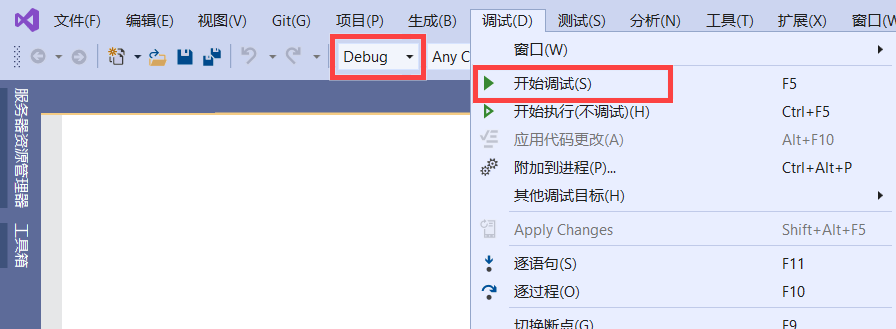 文件(F) 编辑(E) 视图(V) Git(G) 项目(P) 生成(B) 调试(D) 测试(S) 分析(N) 工具(T) 扩展(X) 窗口(W
Debug Any C
服务器资源管理器
工具箱
窗口(W)
开始调试(S) F5
开始执行(不调试)(H) Ctrl+F5
应用代码更改(A) Alt+F10
附加到进程(P)... Ctrl+Alt+P
其他调试目标(H)
Apply Changes Shift+Alt+F5
逐语句(S) F11
逐过程(O) F10
切换断点(G) F9